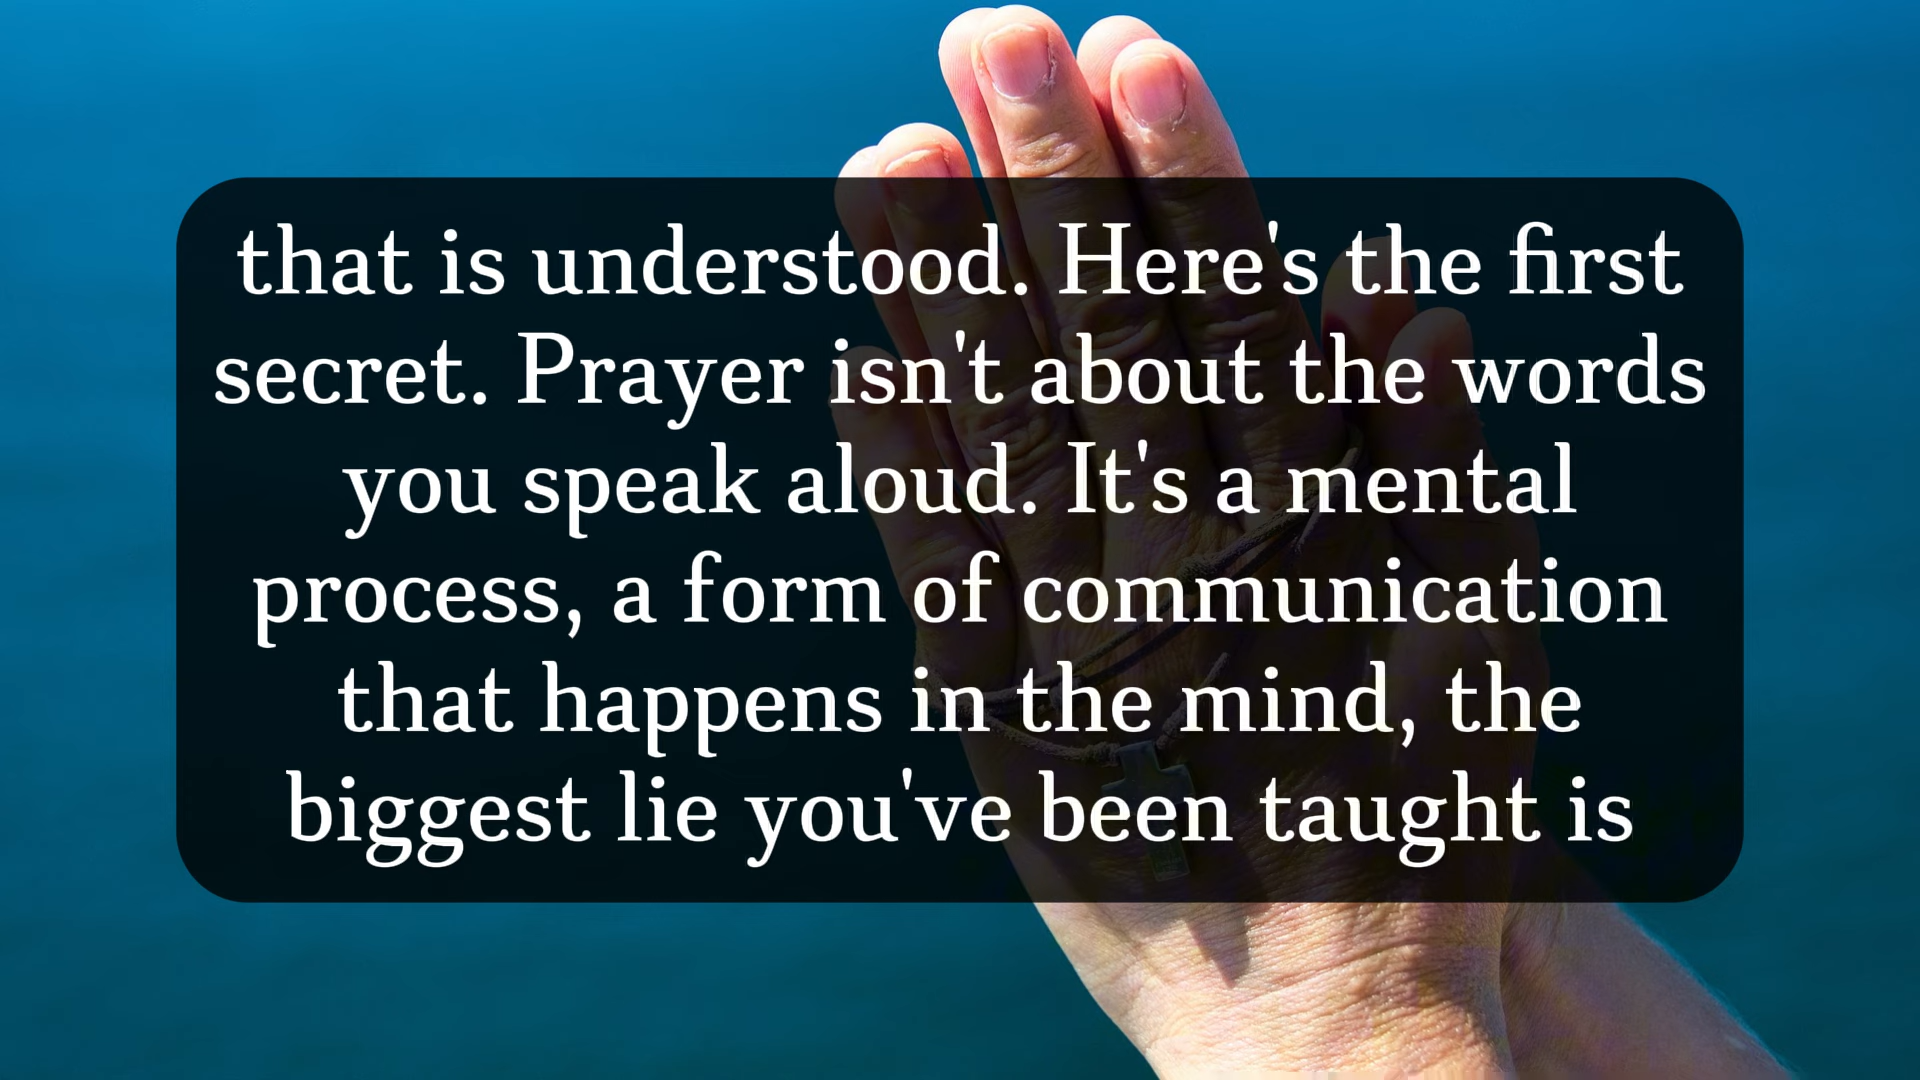 that is understood. Here's the first
secret. Prayer isn't about the words
you speak aloud. It's a mental
process, a form of communication
that happens in the mind, the
biggest lie you've been taught is